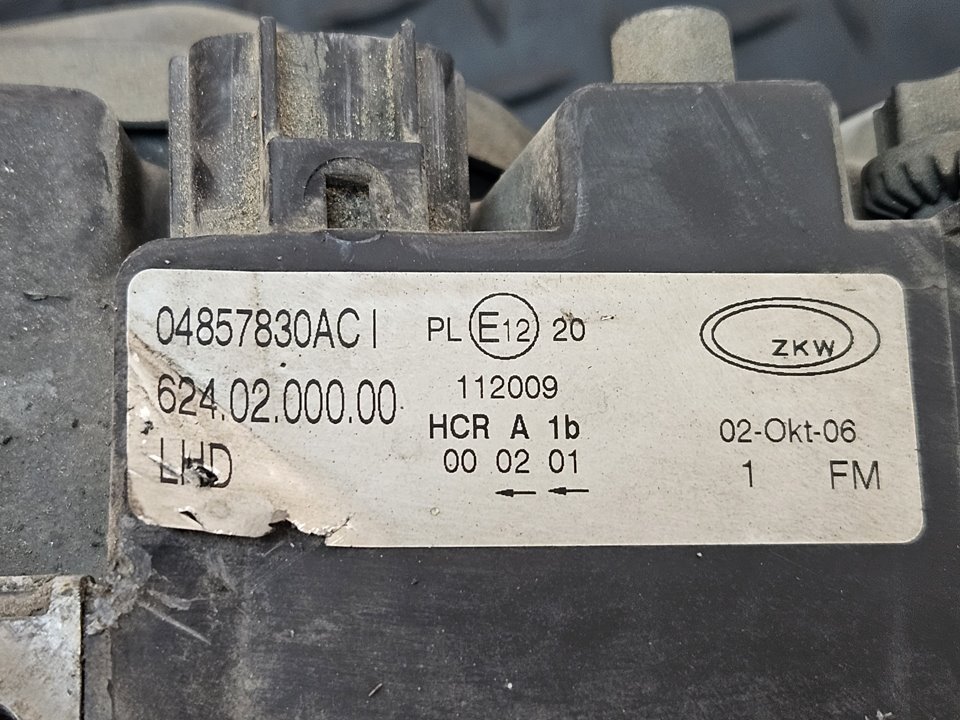 04857830AC I
624.02.000.00
LHD
PL E12 20
112009
HCR A 1b
00 02 01
ZKW
02-Okt-06
1 FM